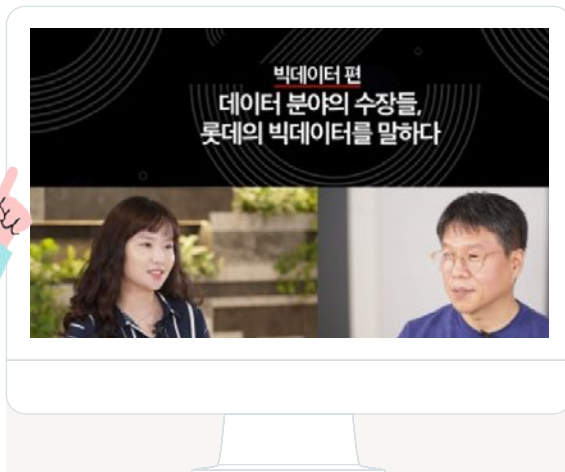 빅데이터 편
데이터 분야의 수장들,
롯데의 빅데이터를 말하다